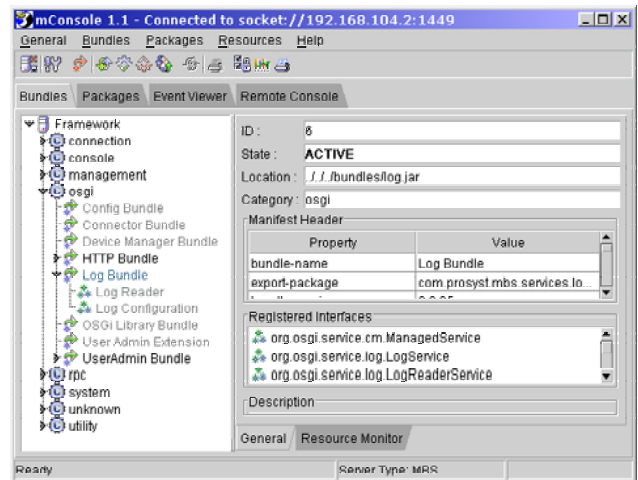 mConsole 1.1 - Connected to socket://192.168.104.2:1449
General Bundles Packages Resources Help
Bundles Packages Event Viewer Remote Console
Framework
connection
console
management
osgi
Config Bundle
Connector Bundle
Device Manager Bundle
HTTP Bundle
Log Bundle
Log Reader
Log Configuration
OSGi Library Bundle
User Admin Extension
UserAdmin Bundle
rpc
system
unknown
utility
ID : 6
State : ACTIVE
Location : ./../bundles/log.jar
Category : osgi
Manifest Header
Property Value
bundle-name Log Bundle
export-package com.prosyst.mbs.services.lo...
Registered Interfaces
org.osgi.service.cm.ManagedService
org.osgi.service.log.LogService
org.osgi.service.log.LogReaderService
Description
General Resource Monitor
Ready Server Type: MBS